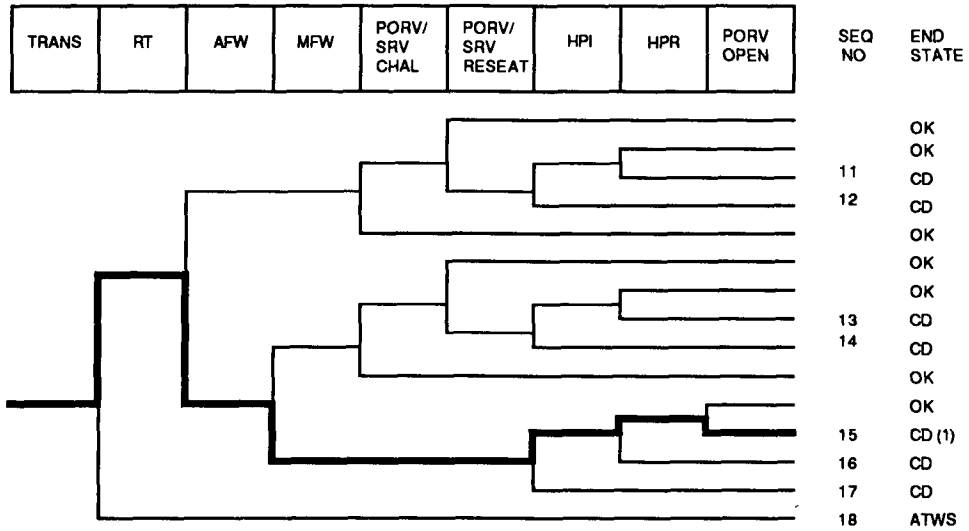 TRANS RT AFW MFW PORV/ SRV CHAL PORV/ SRV RESEAT HPI HPR PORV OPEN SEQ NO END STATE
OK
OK
11 CD
12 CD
OK
OK
OK
13 CD
14 CD
OK
OK
15 CD (1)
16 CD
17 CD
18 ATWS